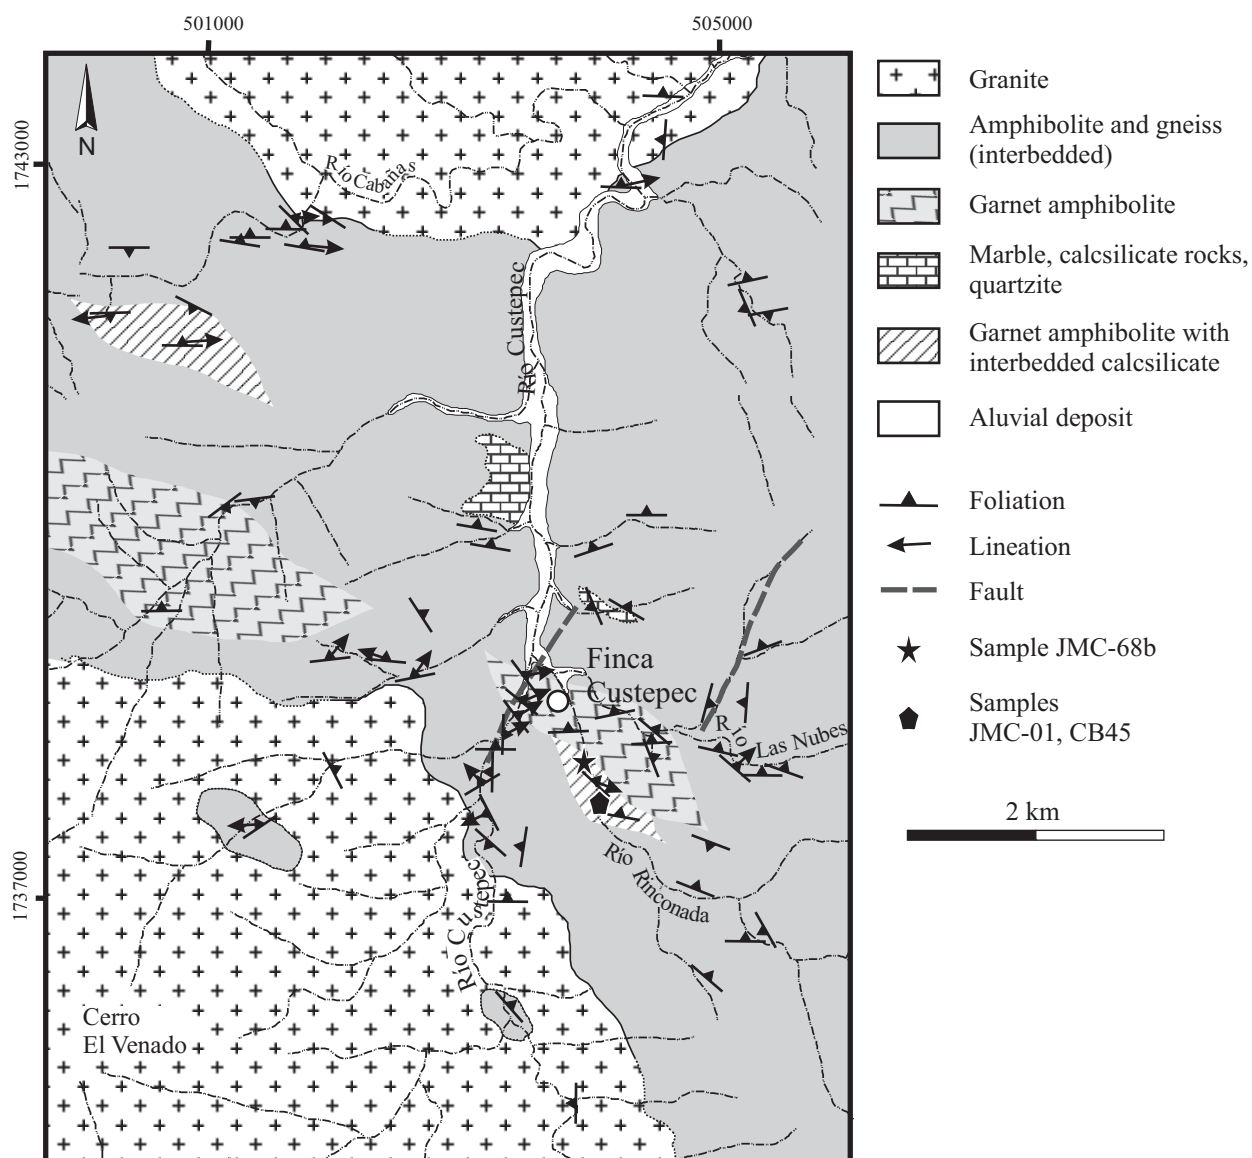 501000
505000
1743000
1737000
N
Río Cabañas
Río Custepec
Finca
Custepec
Río
Las Nubes
Río
Rinconada
Río Custepec
Cerro
El Venado
Granite
Amphibolite and gneiss
(interbedded)
Garnet amphibolite
Marble, calcsilicate rocks,
quartzite
Garnet amphibolite with
interbedded calcsilicate
Aluvial deposit
Foliation
Lineation
Fault
Sample JMC-68b
Samples
JMC-01, CB45
2 km